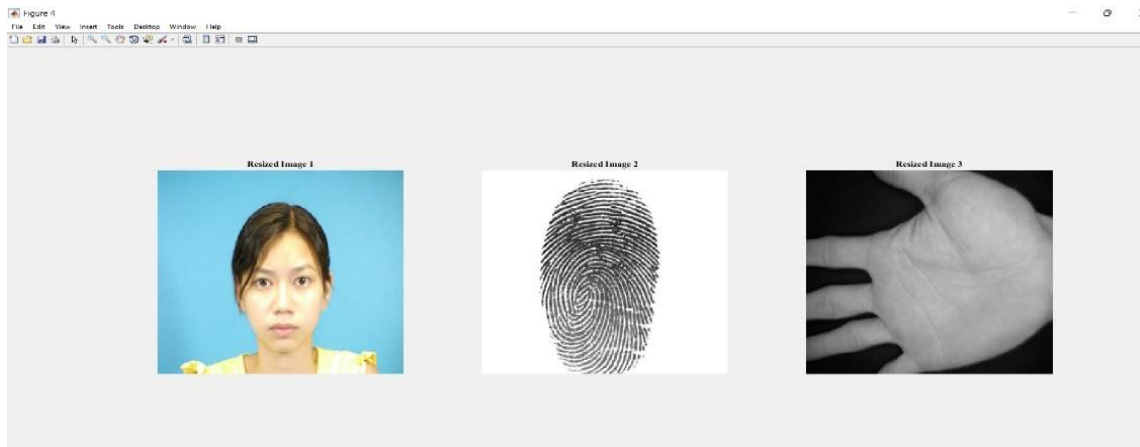 Figure 4
File Edit View Insert Tools Desktop Window Help
Resized Image 1
Resized Image 2
Resized Image 3